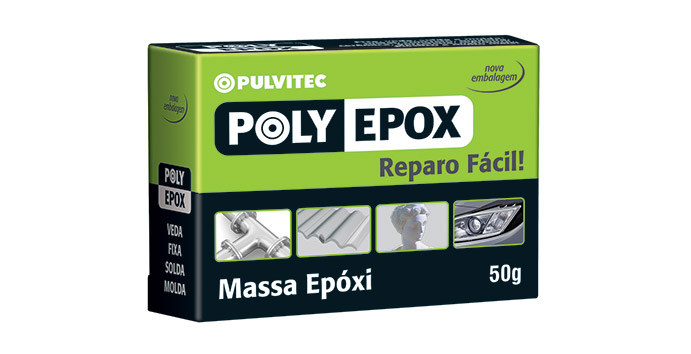 PULVITEC
nova
embalagem
POLY EPOX
Reparo Fácil!
Massa Epóxi
50g
nova
embalagem
POLY
EPOX
VEDA
FIXA
SOLDA
MOLDA